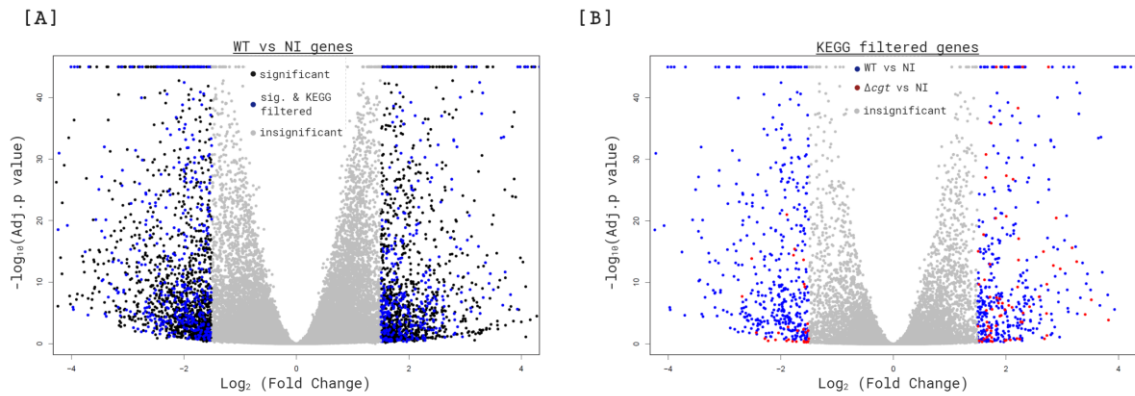 [A]
WT vs NI genes
significant
sig. & KEGG
filtered
insignificant
-log₁₀(Adj.p value)
40
30
20
10
0
-4
-2
0
2
4
Log₂ (Fold Change)
[B]
KEGG filtered genes
WT vs NI
Δcgt vs NI
insignificant
-log₁₀(Adj.p value)
40
30
20
10
0
-4
-2
0
2
4
Log₂ (Fold Change)